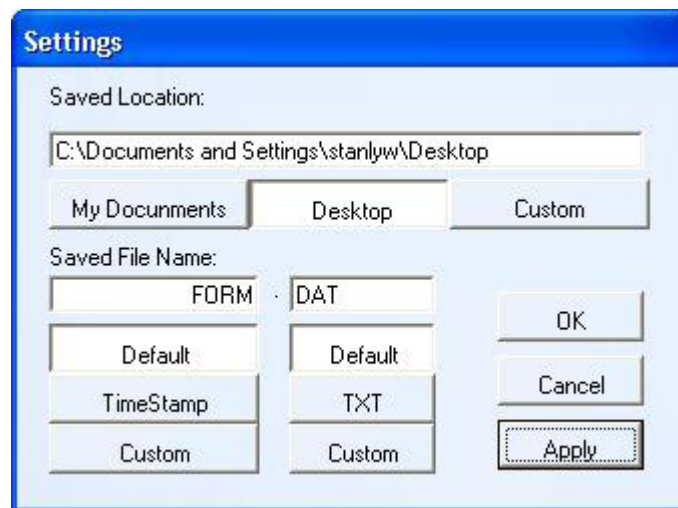 Settings
Saved Location:
C:\Documents and Settings\stanlyw\Desktop
My Docunments Desktop Custom
Saved File Name:
FORM . DAT
OK
Default Default
Cancel
TimeStamp TXT
Custom Custom Apply